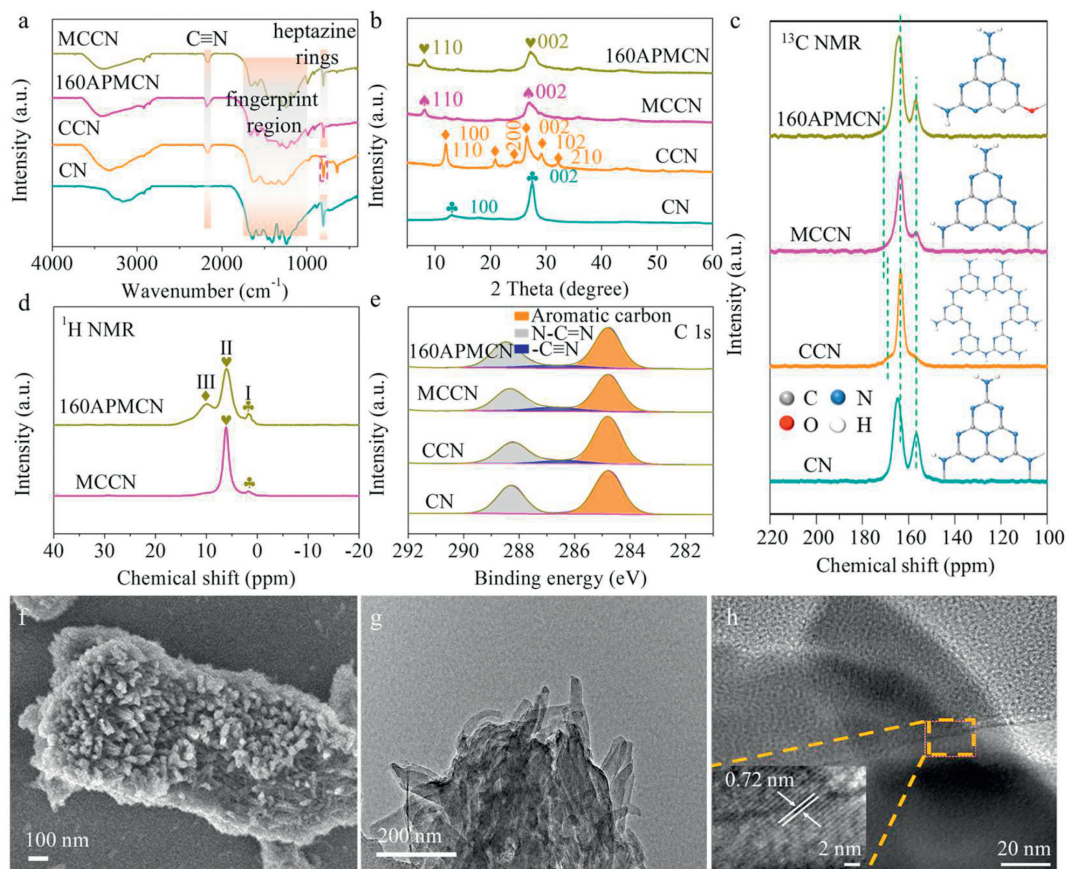 a
MCCN
C≡N
heptazine
rings
160APMCN
fingerprint
region
CCN
CN
Intensity (a.u.)
4000 3000 2000 1000
Wavenumber (cm⁻¹)
b
♥ 110 ♥ 002
160APMCN
♠ 110 ♠ 002
MCCN
♦ 100
110
♦ 200
002
♦ 102
♦ 210
CCN
♣ 002
♣ 100
CN
Intensity (a.u.)
5 10 20 30 40 50 60
2 Theta (degree)
c
¹³C NMR
160APMCN
MCCN
CCN
C N
O H
CN
Intensity (a.u.)
220 200 180 160 140 120 100
Chemical shift (ppm)
d
¹H NMR
II
♥
III
♦
I
♣
160APMCN
♥
♣
MCCN
Intensity (a.u.)
40 30 20 10 0 -10 -20
Chemical shift (ppm)
e
Aromatic carbon
N-C=N
-C≡N
C 1s
160APMCN
MCCN
CCN
CN
Intensity (a.u.)
292 290 288 286 284 282
Binding energy (eV)
f
100 nm
g
200 nm
h
0.72 nm
2 nm
20 nm